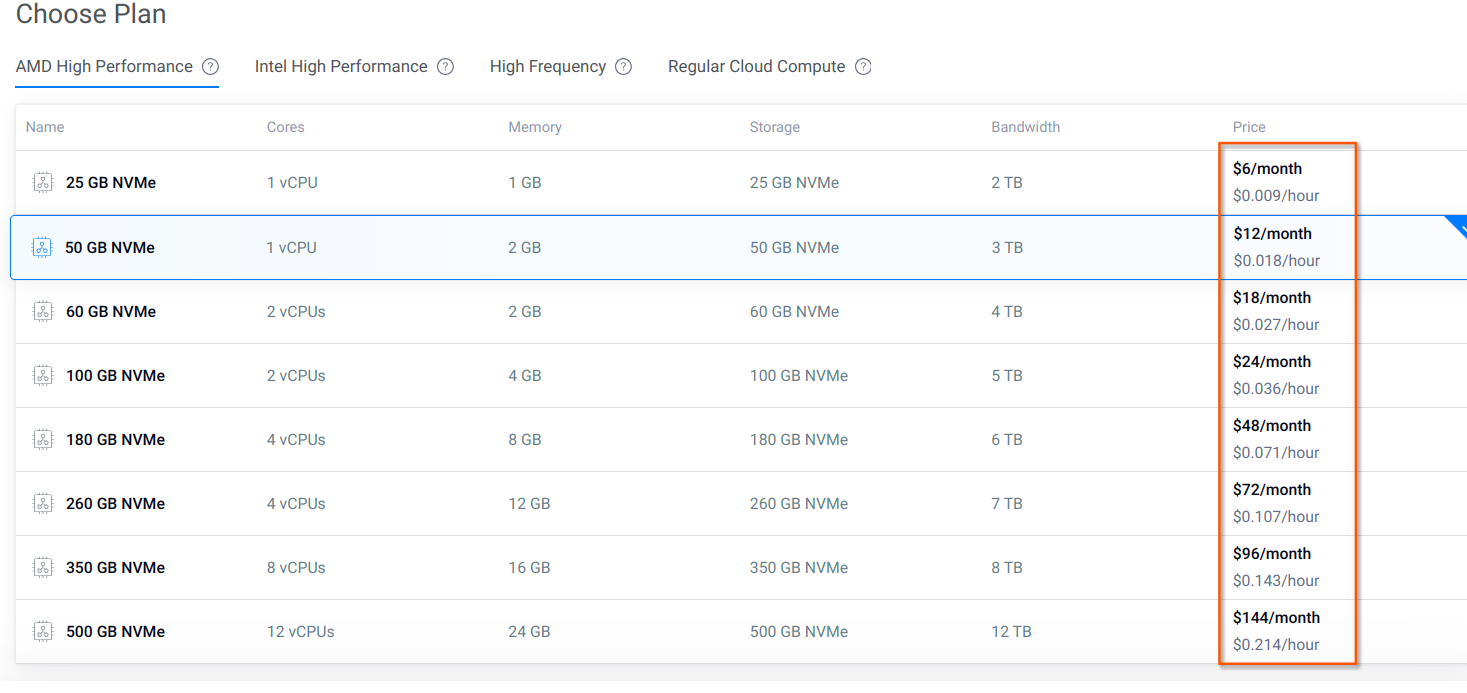 Choose Plan
AMD High Performance ? Intel High Performance ? High Frequency ? Regular Cloud Compute ?
Name Cores Memory Storage Bandwidth Price
25 GB NVMe 1 vCPU 1 GB 25 GB NVMe 2 TB $6/month
$0.009/hour
50 GB NVMe 1 vCPU 2 GB 50 GB NVMe 3 TB $12/month
$0.018/hour
60 GB NVMe 2 vCPUs 2 GB 60 GB NVMe 4 TB $18/month
$0.027/hour
100 GB NVMe 2 vCPUs 4 GB 100 GB NVMe 5 TB $24/month
$0.036/hour
180 GB NVMe 4 vCPUs 8 GB 180 GB NVMe 6 TB $48/month
$0.071/hour
260 GB NVMe 4 vCPUs 12 GB 260 GB NVMe 7 TB $72/month
$0.107/hour
350 GB NVMe 8 vCPUs 16 GB 350 GB NVMe 8 TB $96/month
$0.143/hour
500 GB NVMe 12 vCPUs 24 GB 500 GB NVMe 12 TB $144/month
$0.214/hour